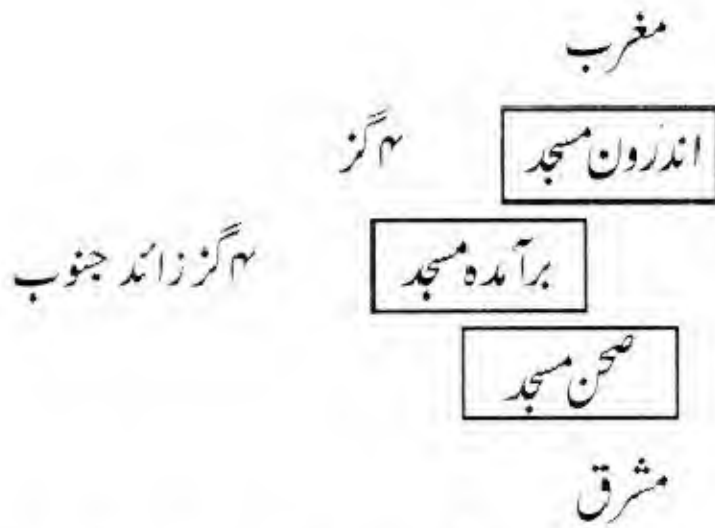 مغرب
اندرون مسجد ۴ گز
برآمدہ مسجد ۴ گز زائد جنوب
صحن مسجد
مشرق